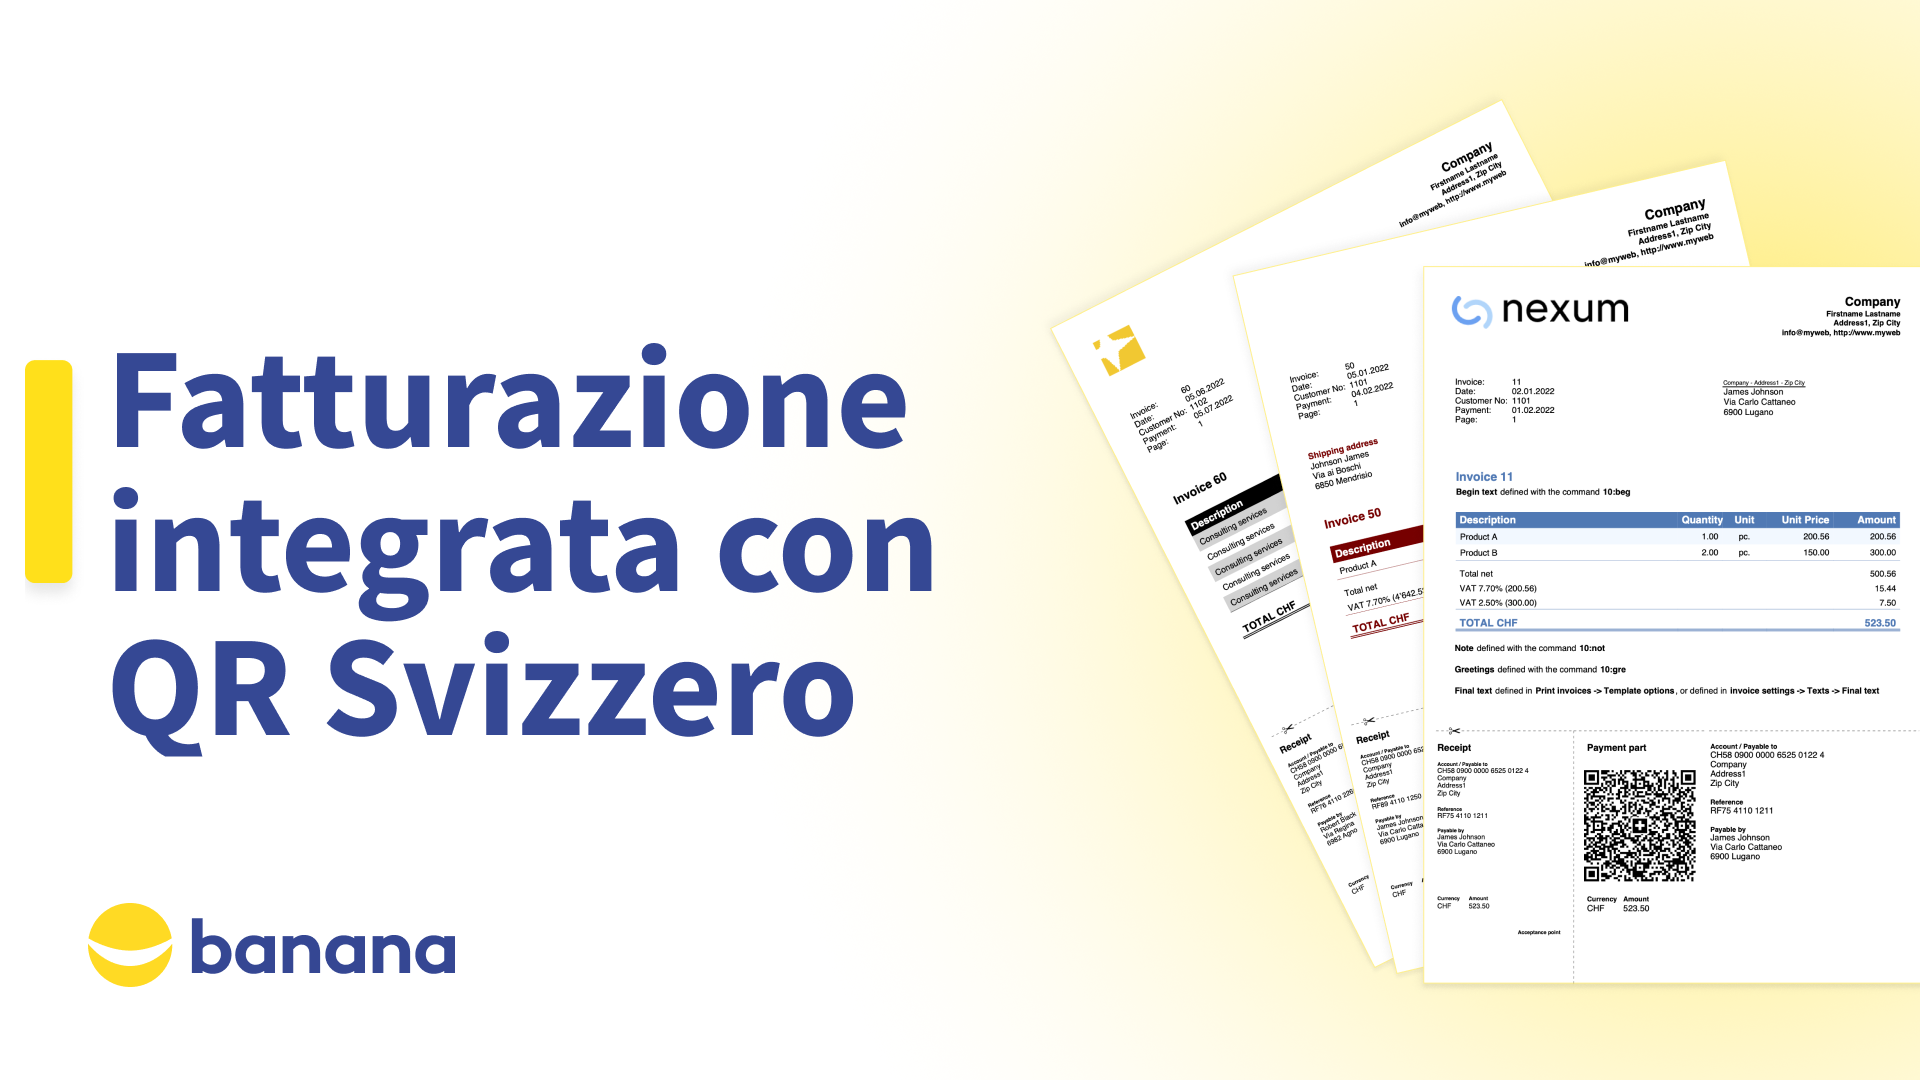 Fatturazione
integrata con
QR Svizzero
banana
Company
Firstname Lastname
Address1, Zip City
info@myweb, http://www.myweb
Invoice: 60
Date: 05.06.2022
Customer No: 1102
Payment: 05.07.2022
Page: 1
Invoice 60
Description
Consulting services
Consulting services
Consulting services
Consulting services
Consulting services
TOTAL CHF
Receipt
Account / Payable to
CH58 0900 0000 6
Company
Address1
Zip City
Reference
RF76 4110 226
Payable by
Robert Black
Via Regina
6982 Agno
Currency
CHF
Company
Firstname Lastname
Address1, Zip City
info@myweb, http://www.myweb
Invoice: 50
Date: 05.01.2022
Customer No: 1101
Payment: 04.02.2022
Page: 1
Shipping address
Johnson James
Via ai Boschi
6850 Mendrisio
Invoice 50
Description
Product A
Total net
VAT 7.70% (4'642.5
TOTAL CHF
Receipt
Account / Payable to
CH58 0900 0000 652
Company
Address1
Zip City
Reference
RF89 4110 1250
Payable by
James Johnson
Via Carlo Catta
6900 Lugano
Currency
CHF
nexum
Company
Firstname Lastname
Address1, Zip City
info@myweb, http://www.myweb
Invoice: 11
Date: 02.01.2022
Customer No: 1101
Payment: 01.02.2022
Page: 1
Company - Address1 - Zip City
James Johnson
Via Carlo Cattaneo
6900 Lugano
Invoice 11
Begin text defined with the command 10:beg
Description Quantity Unit Unit Price Amount
Product A 1.00 pc. 200.56 200.56
Product B 2.00 pc. 150.00 300.00
Total net 500.56
VAT 7.70% (200.56) 15.44
VAT 2.50% (300.00) 7.50
TOTAL CHF 523.50
Note defined with the command 10:not
Greetings defined with the command 10:gre
Final text defined in Print invoices -> Template options, or defined in invoice settings -> Texts -> Final text
Receipt
Account / Payable to
CH58 0900 0000 6525 0122 4
Company
Address1
Zip City
Reference
RF75 4110 1211
Payable by
James Johnson
Via Carlo Cattaneo
6900 Lugano
Currency Amount
CHF 523.50
Acceptance point
Payment part
Currency Amount
CHF 523.50
Account / Payable to
CH58 0900 0000 6525 0122 4
Company
Address1
Zip City
Reference
RF75 4110 1211
Payable by
James Johnson
Via Carlo Cattaneo
6900 Lugano